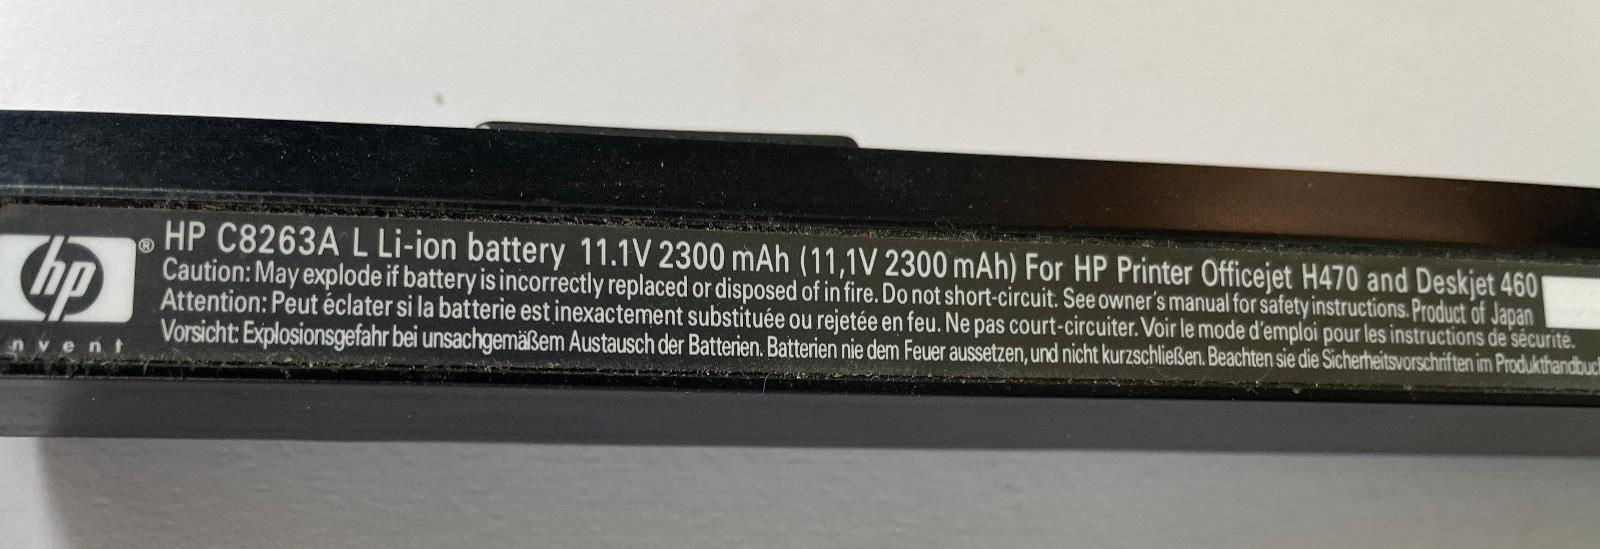 hp
® HP C8263A L Li-ion battery 11.1V 2300 mAh (11,1V 2300 mAh) For HP Printer Officejet H470 and Deskjet 460
Caution: May explode if battery is incorrectly replaced or disposed of in fire. Do not short-circuit. See owner's manual for safety instructions. Product of Japan
Attention: Peut éclater si la batterie est inexactement substituée ou rejetée en feu. Ne pas court-circuiter. Voir le mode d'emploi pour les instructions de sécurité.
n v e n t
Vorsicht: Explosionsgefahr bei unsachgemäßem Austausch der Batterien. Batterien nie dem Feuer aussetzen, und nicht kurzschließen. Beachten sie die Sicherheitsvorschriften im Produkthandbuc